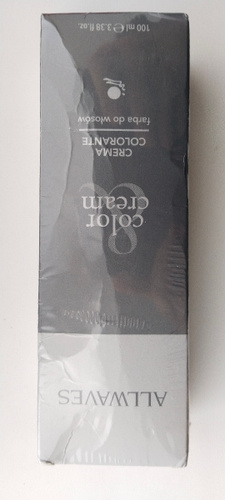 ALLWAVES
color
&
cream
CREMA
COLORANTE
farba do włosów
100 ml e 3.38 fl.oz.